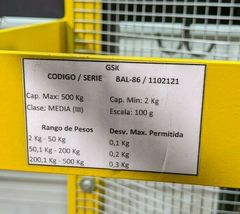 GSK
CODIGO / SERIE BAL-86 / 1102121
Cap. Max: 500 Kg Cap. Min: 2 Kg
Clase: MEDIA (III) Escala: 100 g
Rango de Pesos Desv. Max. Permitida
2 Kg - 50 Kg 0,1 Kg
50,1 Kg - 200 Kg 0,2 Kg
200,1 Kg - 500 Kg 0,3 Kg